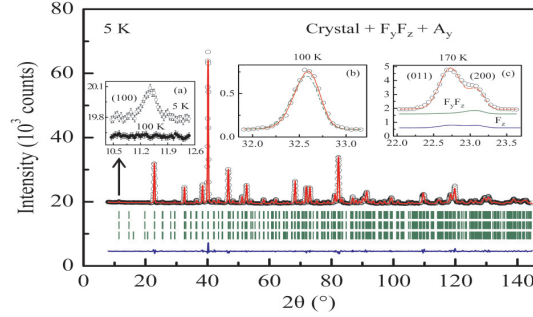 5 K
Crystal + FyFz + Ay
20.1
19.8
(100)
(a)
5 K
100 K
10.5 11.2 11.9 12.6
100 K
(b)
0.8
0.0
32.0 32.5 33.0
170 K
(c)
(011)
(200)
FyFz
Fz
5
4
3
2
1
0
22.0 22.5 23.0 23.5
Intensity (10³ counts)
80
60
40
20
0
0 20 40 60 80 100 120 140
2θ (°)